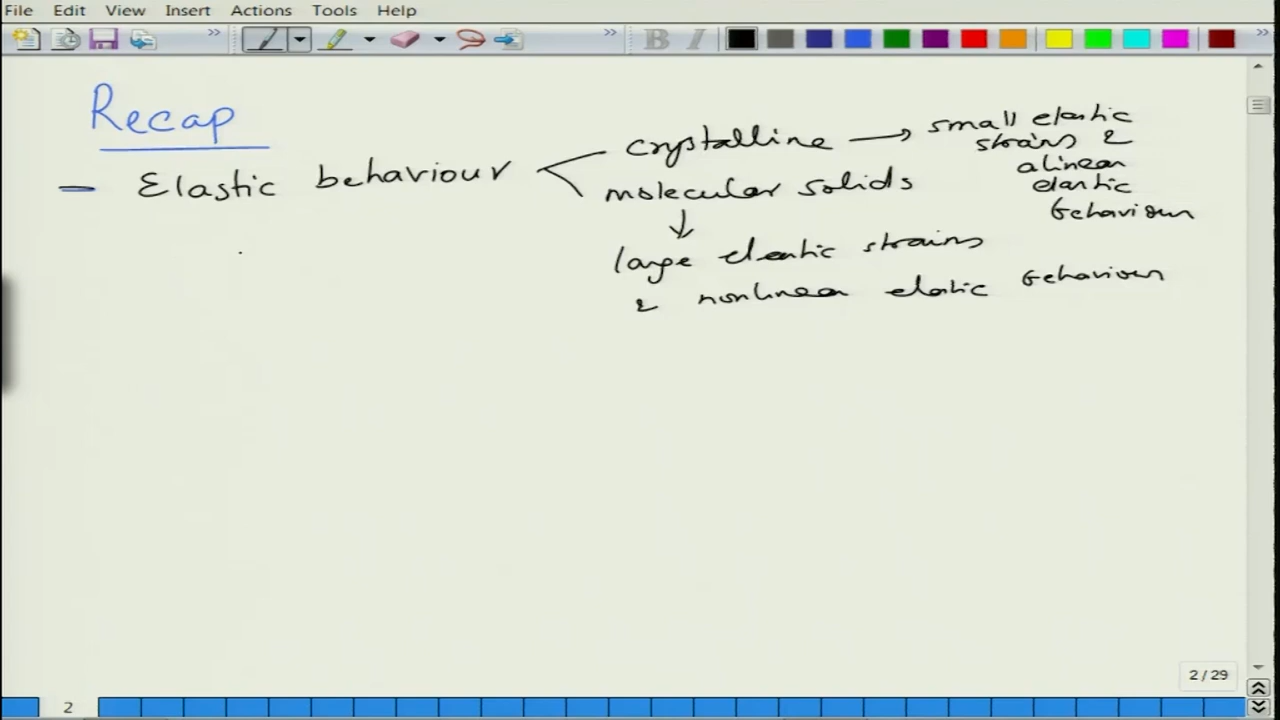 File Edit View Insert Actions Tools Help
B I
Recap
- Elastic behaviour
crystalline → small elastic
strains &
alinear
elastic
behaviour
molecular solids
↓
large elastic strains
& nonlinear elastic behaviour
2 / 29
2